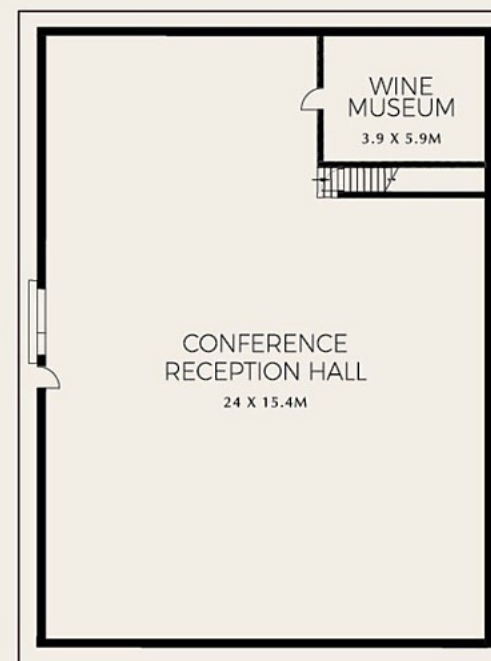 WINE
MUSEUM
3.9 X 5.9M
CONFERENCE
RECEPTION HALL
24 X 15.4M